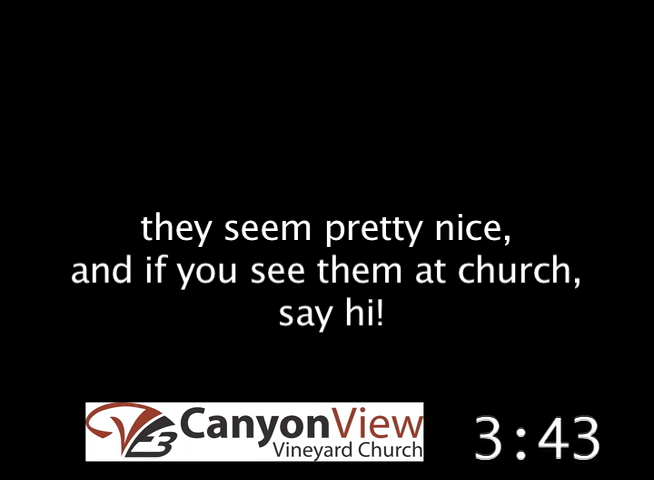 they seem pretty nice,
and if you see them at church,
say hi!
CanyonView
Vineyard Church
3:43